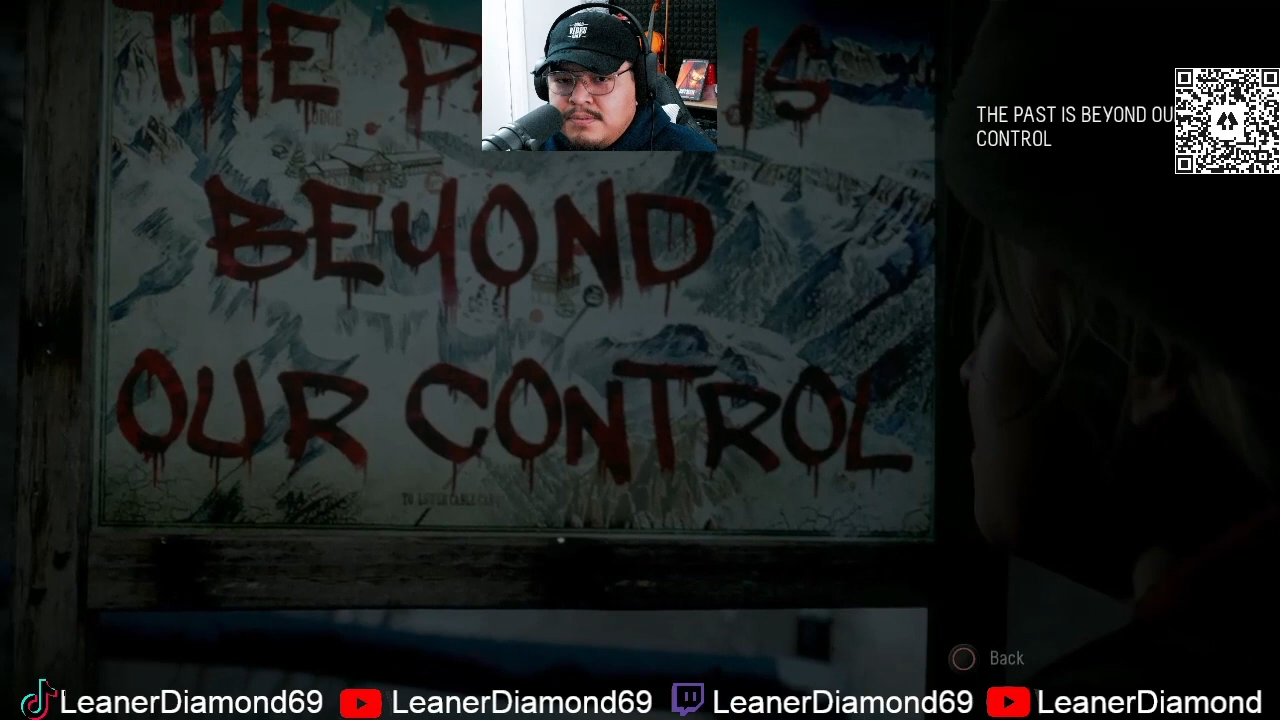 THE P IS
BEYOND
OUR CONTROL
THE PAST IS BEYOND OU
CONTROL
Back
LeanerDiamond69
LeanerDiamond69
LeanerDiamond69
LeanerDiamond